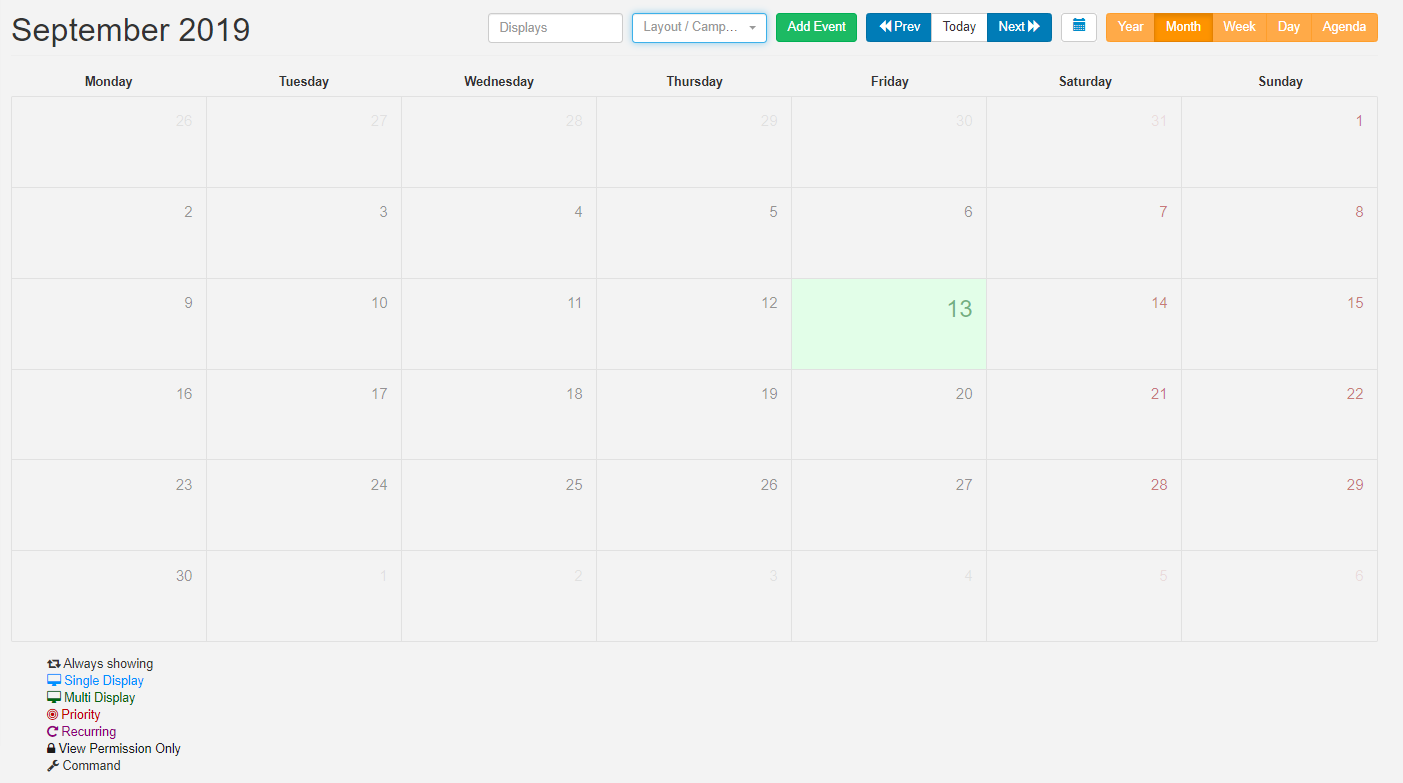 September 2019 Displays Layout / Camp... Add Event Prev Today Next Year Month Week Day Agenda
Monday Tuesday Wednesday Thursday Friday Saturday Sunday
26 27 28 29 30 31 1
2 3 4 5 6 7 8
9 10 11 12 13 14 15
16 17 18 19 20 21 22
23 24 25 26 27 28 29
30 1 2 3 4 5 6
Always showing
Single Display
Multi Display
Priority
Recurring
View Permission Only
Command